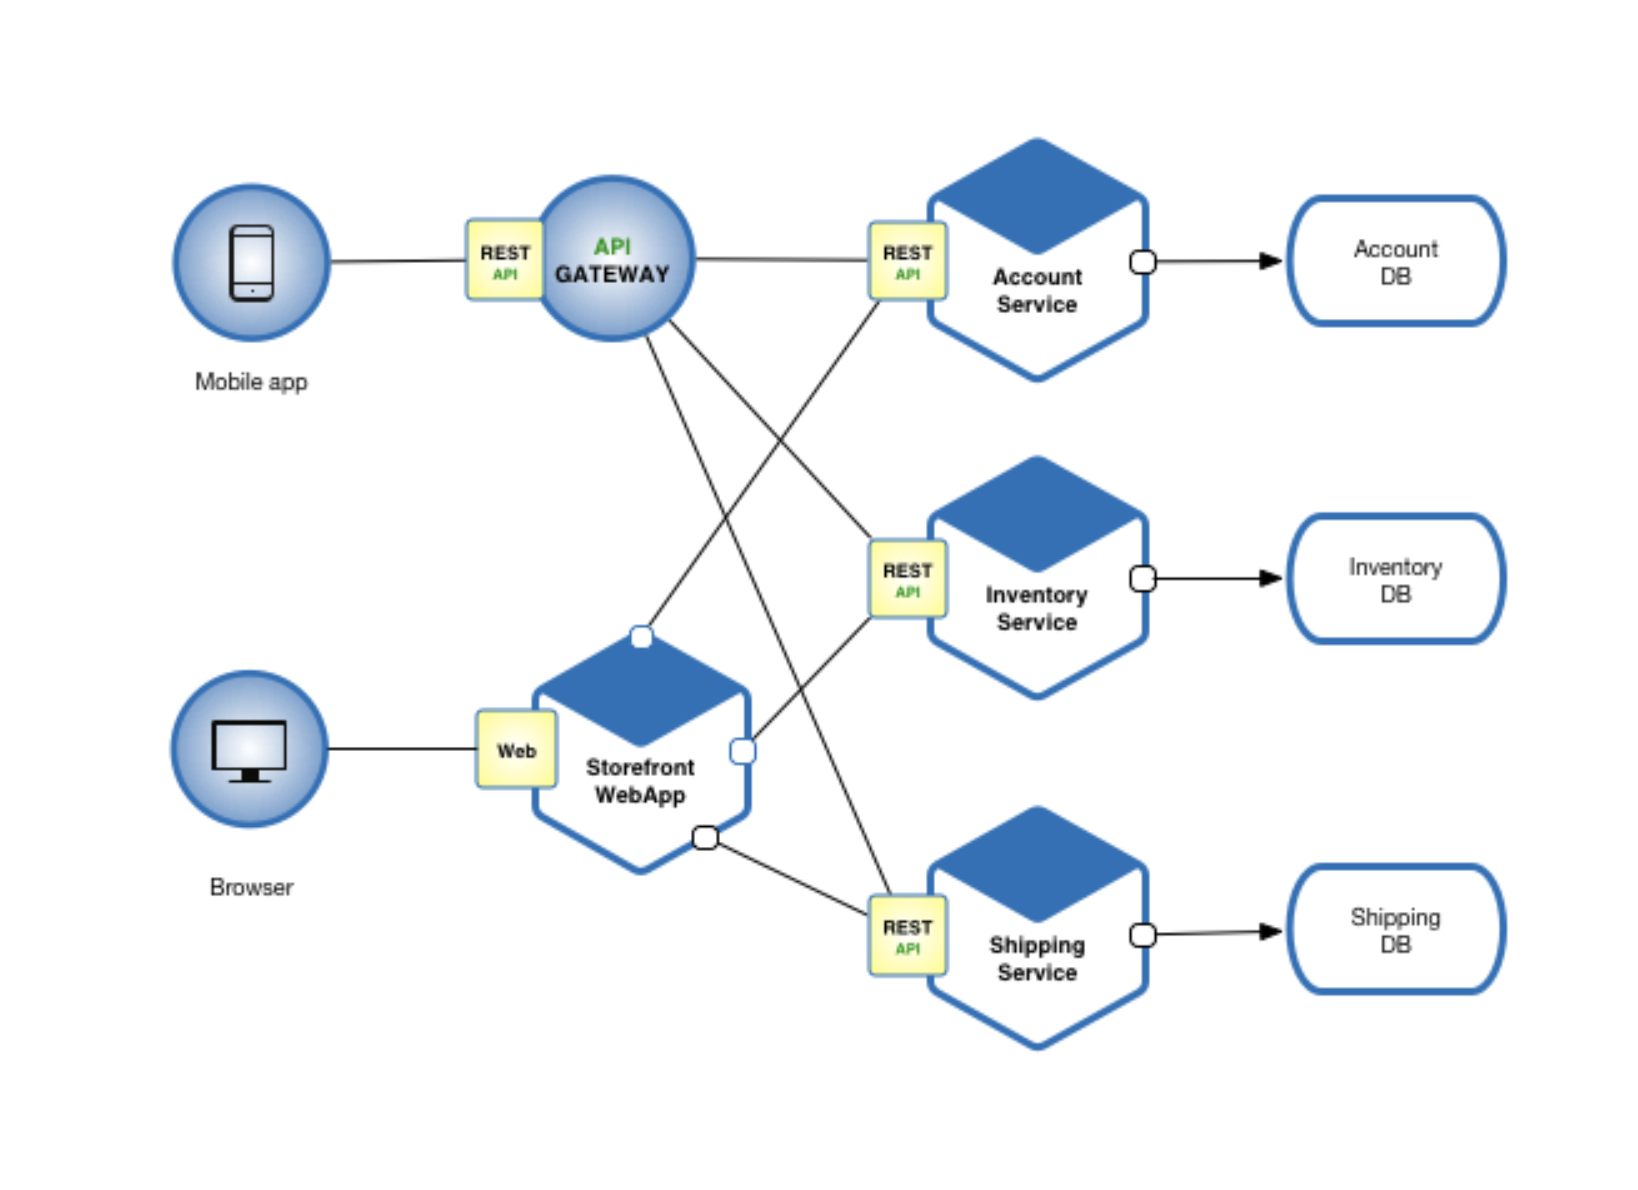 REST
API
API
GATEWAY
REST
API
Account
Service
Account
DB
Mobile app
REST
API
Inventory
Service
Inventory
DB
Web
Storefront
WebApp
Browser
REST
API
Shipping
Service
Shipping
DB